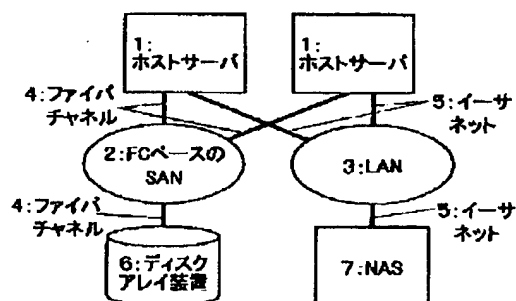 1:
ホストサーバ
1:
ホストサーバ
4:ファイバ
チャネル
5:イーサ
ネット
2:FCベースの
SAN
3:LAN
4:ファイバ
チャネル
5:イーサ
ネット
6:ディスク
アレイ装置
7:NAS